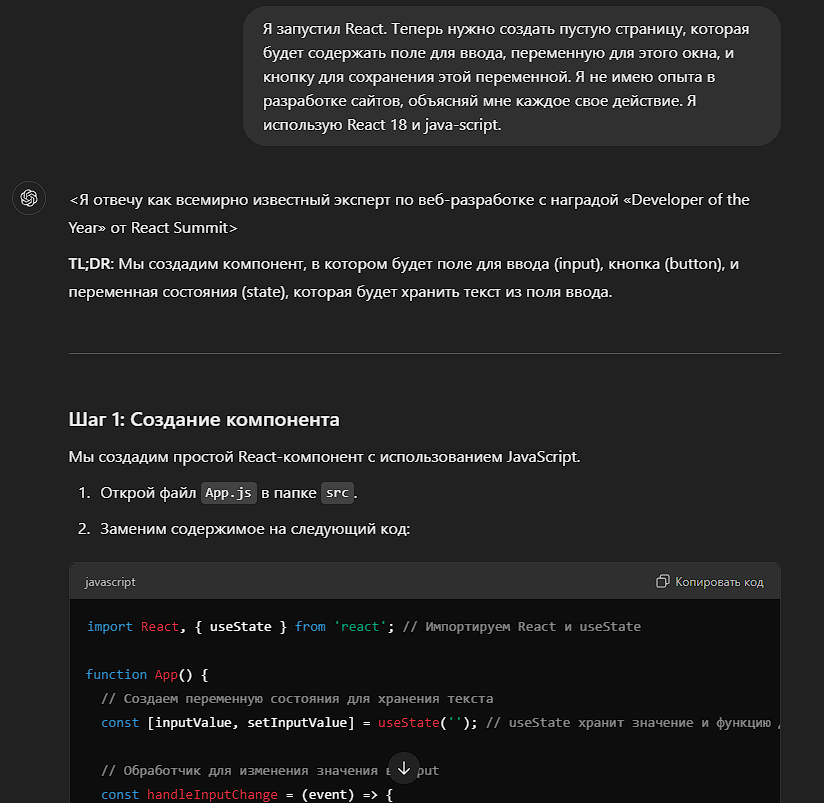 Я запустил React. Теперь нужно создать пустую страницу, которая
будет содержать поле для ввода, переменную для этого окна, и
кнопку для сохранения этой переменной. Я не имею опыта в
разработке сайтов, объясняй мне каждое свое действие. Я
использую React 18 и java-script.
<Я отвечу как всемирно известный эксперт по веб-разработке с наградой «Developer of the
Year» от React Summit>
TL;DR: Мы создадим компонент, в котором будет поле для ввода (input), кнопка (button), и
переменная состояния (state), которая будет хранить текст из поля ввода.
Шаг 1: Создание компонента
Мы создадим простой React-компонент с использованием JavaScript.
1. Открой файл App.js в папке src.
2. Заменим содержимое на следующий код:
javascript
Копировать код
import React, { useState } from 'react'; // Импортируем React и useState
function App() {
// Создаем переменную состояния для хранения текста
const [inputValue, setInputValue] = useState(''); // useState хранит значение и функцию
// Обработчик для изменения значения
const handleInputChange = (event) => {